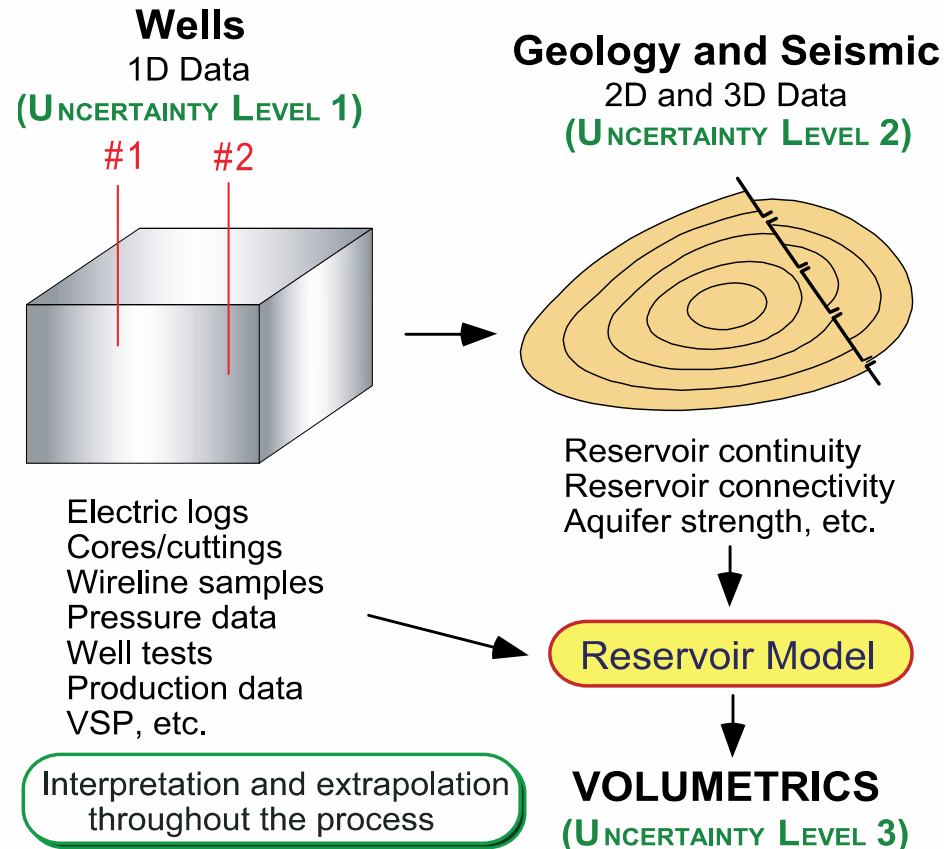 Wells
1D Data
(UNCERTAINTY LEVEL 1)
#1 #2
Geology and Seismic
2D and 3D Data
(UNCERTAINTY LEVEL 2)
Electric logs
Cores/cuttings
Wireline samples
Pressure data
Well tests
Production data
VSP, etc.
Reservoir continuity
Reservoir connectivity
Aquifer strength, etc.
Reservoir Model
Interpretation and extrapolation
throughout the process
VOLUMETRICS
(UNCERTAINTY LEVEL 3)